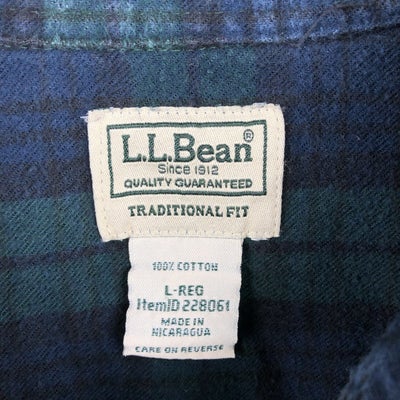 L.L.Bean®
Since 1912
QUALITY GUARANTEED
TRADITIONAL FIT
100% COTTON
L-REG
ItemID 228061
MADE IN
NICARAGUA
CARE ON REVERSE